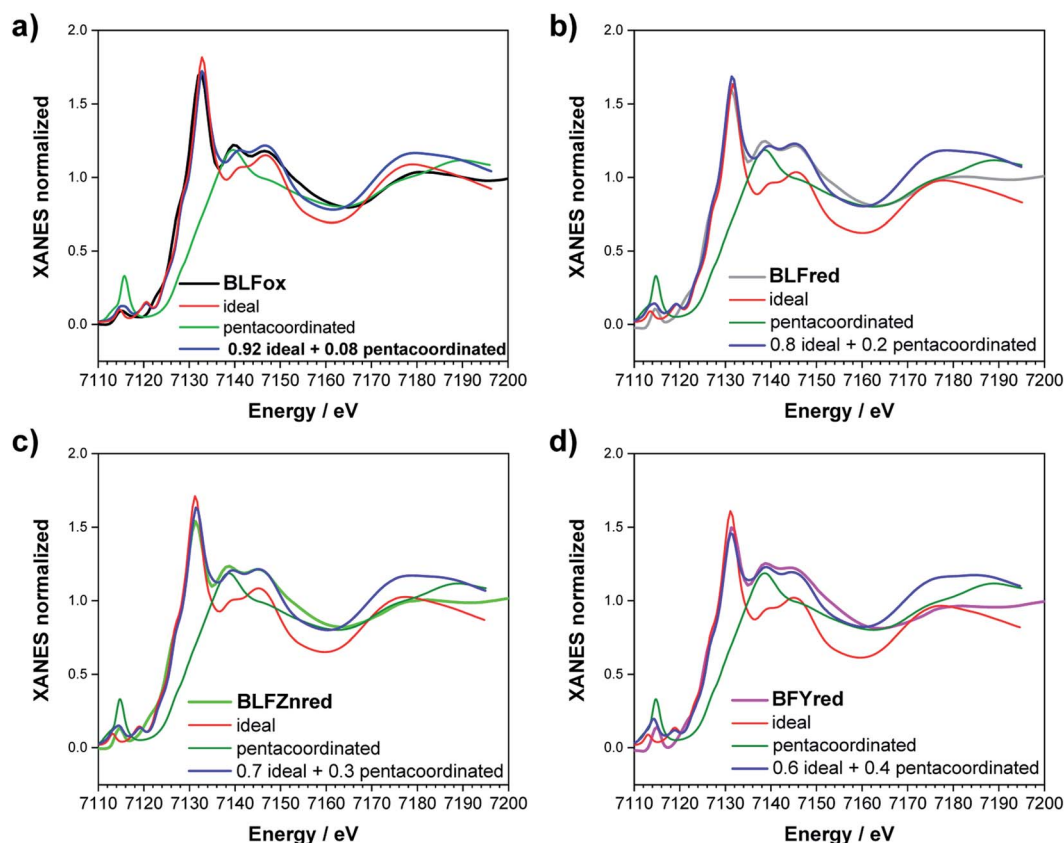 a)
2.0
1.5
1.0
0.5
0.0
XANES normalized
BLFox
ideal
pentacoordinated
0.92 ideal + 0.08 pentacoordinated
7110 7120 7130 7140 7150 7160 7170 7180 7190 7200
Energy / eV
b)
2.0
1.5
1.0
0.5
0.0
XANES normalized
BLFred
ideal
pentacoordinated
0.8 ideal + 0.2 pentacoordinated
7110 7120 7130 7140 7150 7160 7170 7180 7190 7200
Energy / eV
c)
2.0
1.5
1.0
0.5
0.0
XANES normalized
BLFZnred
ideal
pentacoordinated
0.7 ideal + 0.3 pentacoordinated
7110 7120 7130 7140 7150 7160 7170 7180 7190 7200
Energy / eV
d)
2.0
1.5
1.0
0.5
0.0
XANES normalized
BFYred
ideal
pentacoordinated
0.6 ideal + 0.4 pentacoordinated
7110 7120 7130 7140 7150 7160 7170 7180 7190 7200
Energy / eV